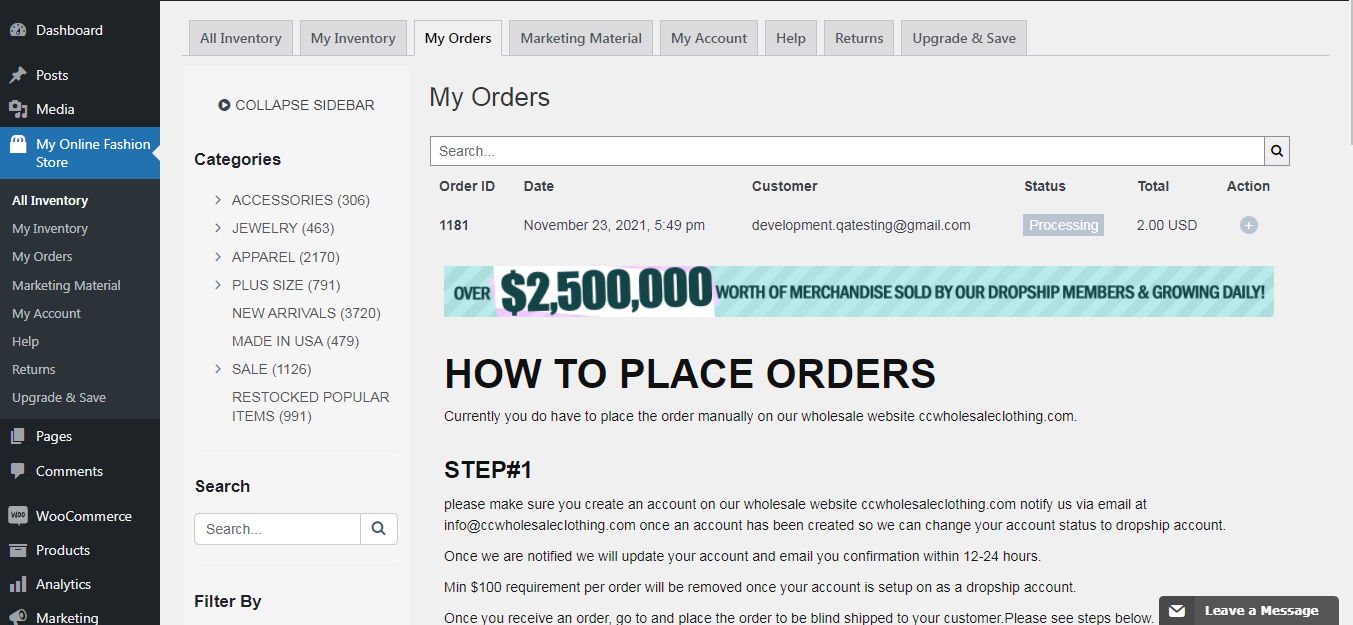 Dashboard
Posts
Media
My Online Fashion
Store
All Inventory
My Inventory
My Orders
Marketing Material
My Account
Help
Returns
Upgrade & Save
Pages
Comments
WOO WooCommerce
Products
Analytics
Marketing
All Inventory My Inventory My Orders Marketing Material My Account Help Returns Upgrade & Save
COLLAPSE SIDEBAR
Categories
ACCESSORIES (306)
JEWELRY (463)
APPAREL (2170)
PLUS SIZE (791)
NEW ARRIVALS (3720)
MADE IN USA (479)
SALE (1126)
RESTOCKED POPULAR
ITEMS (991)
Search
Search...
Filter By
My Orders
Search...
Order ID Date Customer Status Total Action
1181 November 23, 2021, 5:49 pm development.qatesting@gmail.com Processing 2.00 USD
OVER $2,500,000 WORTH OF MERCHANDISE SOLD BY OUR DROPSHIP MEMBERS & GROWING DAILY!
HOW TO PLACE ORDERS
Currently you do have to place the order manually on our wholesale website ccwholesaleclothing.com.
STEP#1
please make sure you create an account on our wholesale website ccwholesaleclothing.com notify us via email at
info@ccwholesaleclothing.com once an account has been created so we can change your account status to dropship account.
Once we are notified we will update your account and email you confirmation within 12-24 hours.
Min $100 requirement per order will be removed once your account is setup on as a dropship account.
Once you receive an order, go to and place the order to be blind shipped to your customer.Please see steps below.
Leave a Message